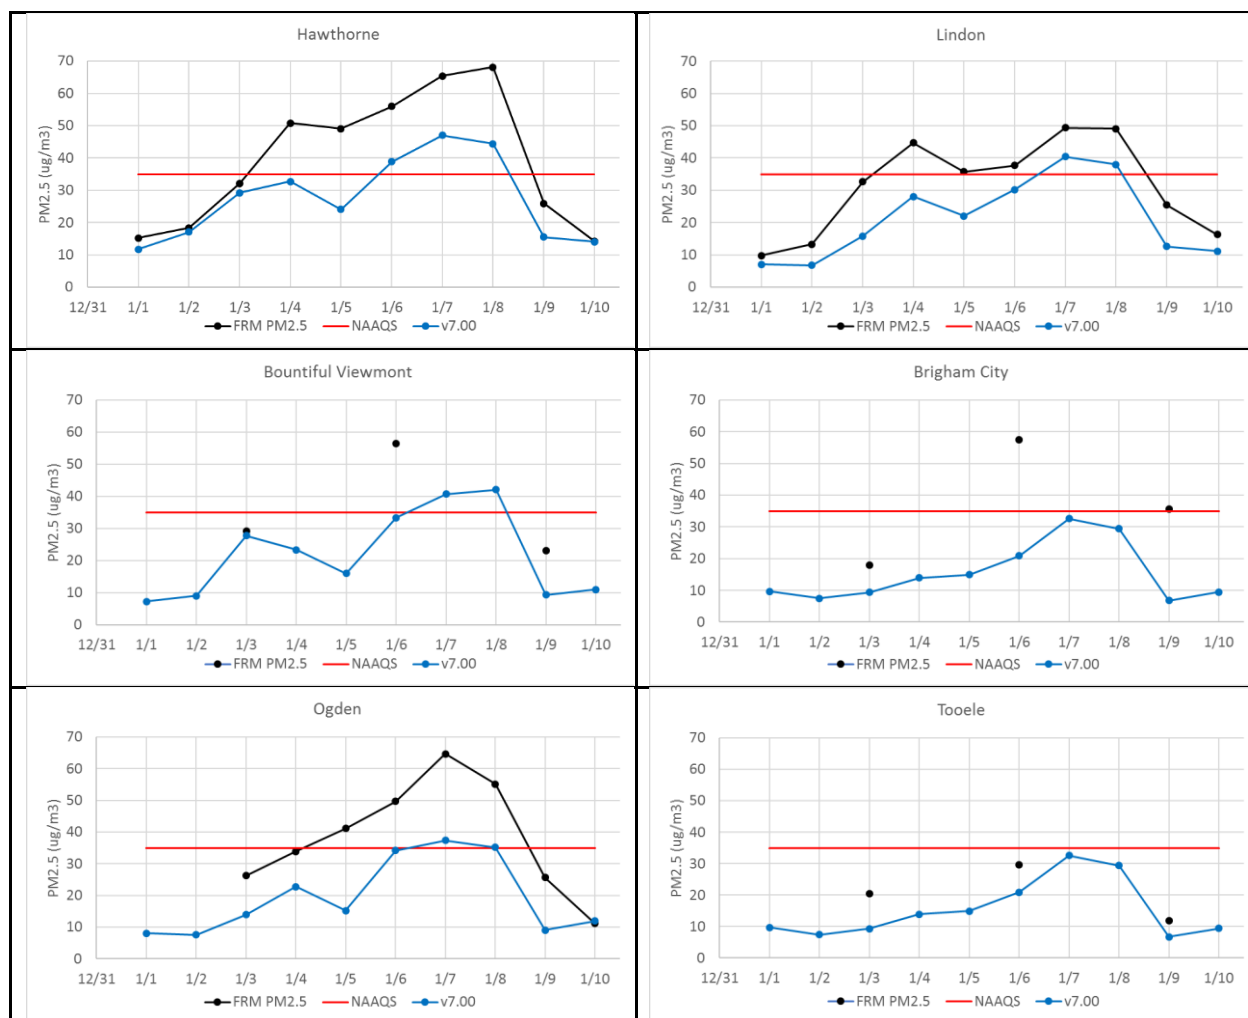 Hawthorne
PM2.5 (ug/m3)
70
60
50
40
30
20
10
0
12/31 1/1 1/2 1/3 1/4 1/5 1/6 1/7 1/8 1/9 1/10
FRM PM2.5 NAAQS v7.00
Lindon
PM2.5 (ug/m3)
70
60
50
40
30
20
10
0
12/31 1/1 1/2 1/3 1/4 1/5 1/6 1/7 1/8 1/9 1/10
FRM PM2.5 NAAQS v7.00
Bountiful Viewmont
PM2.5 (ug/m3)
70
60
50
40
30
20
10
0
12/31 1/1 1/2 1/3 1/4 1/5 1/6 1/7 1/8 1/9 1/10
FRM PM2.5 NAAQS v7.00
Brigham City
PM2.5 (ug/m3)
70
60
50
40
30
20
10
0
12/31 1/1 1/2 1/3 1/4 1/5 1/6 1/7 1/8 1/9 1/10
FRM PM2.5 NAAQS v7.00
Ogden
PM2.5 (ug/m3)
70
60
50
40
30
20
10
0
12/31 1/1 1/2 1/3 1/4 1/5 1/6 1/7 1/8 1/9 1/10
FRM PM2.5 NAAQS v7.00
Tooele
PM2.5 (ug/m3)
70
60
50
40
30
20
10
0
12/31 1/1 1/2 1/3 1/4 1/5 1/6 1/7 1/8 1/9 1/10
FRM PM2.5 NAAQS v7.00